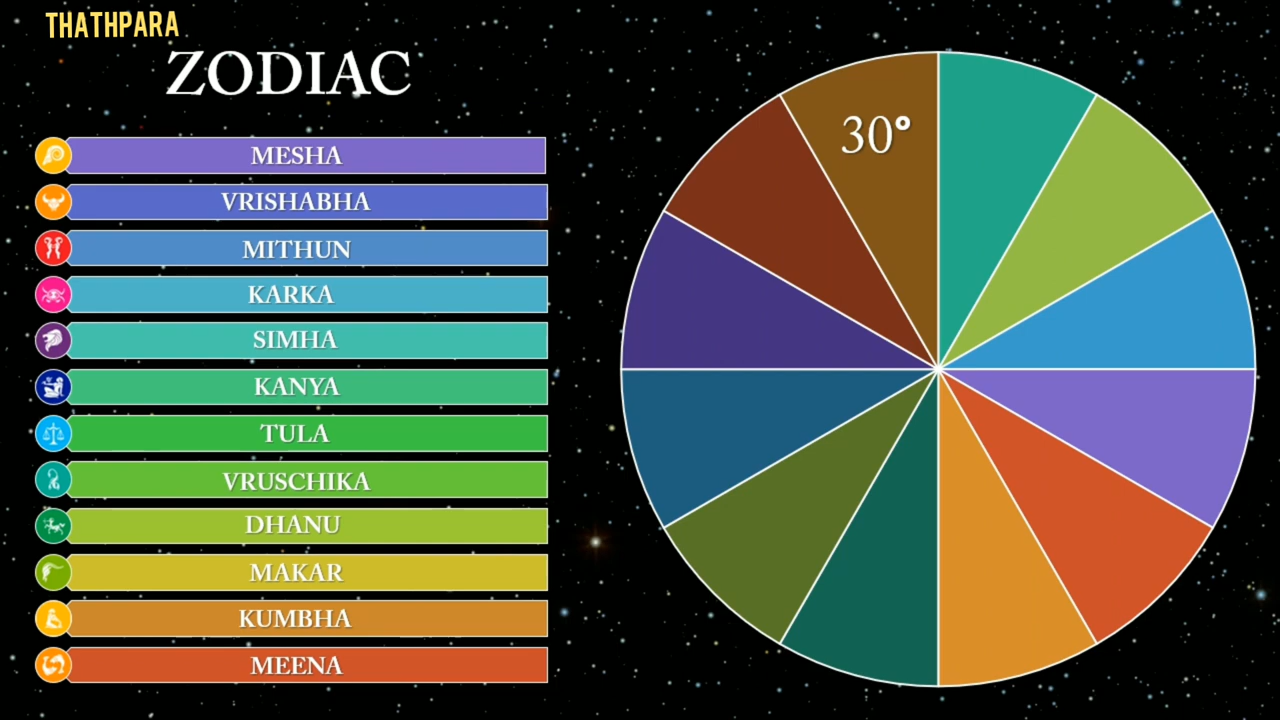 THATHPARA
ZODIAC
MESHA
VRISHABHA
MITHUN
KARKA
SIMHA
KANYA
TULA
VRUSCHIKA
DHANU
MAKAR
KUMBHA
MEENA
30°